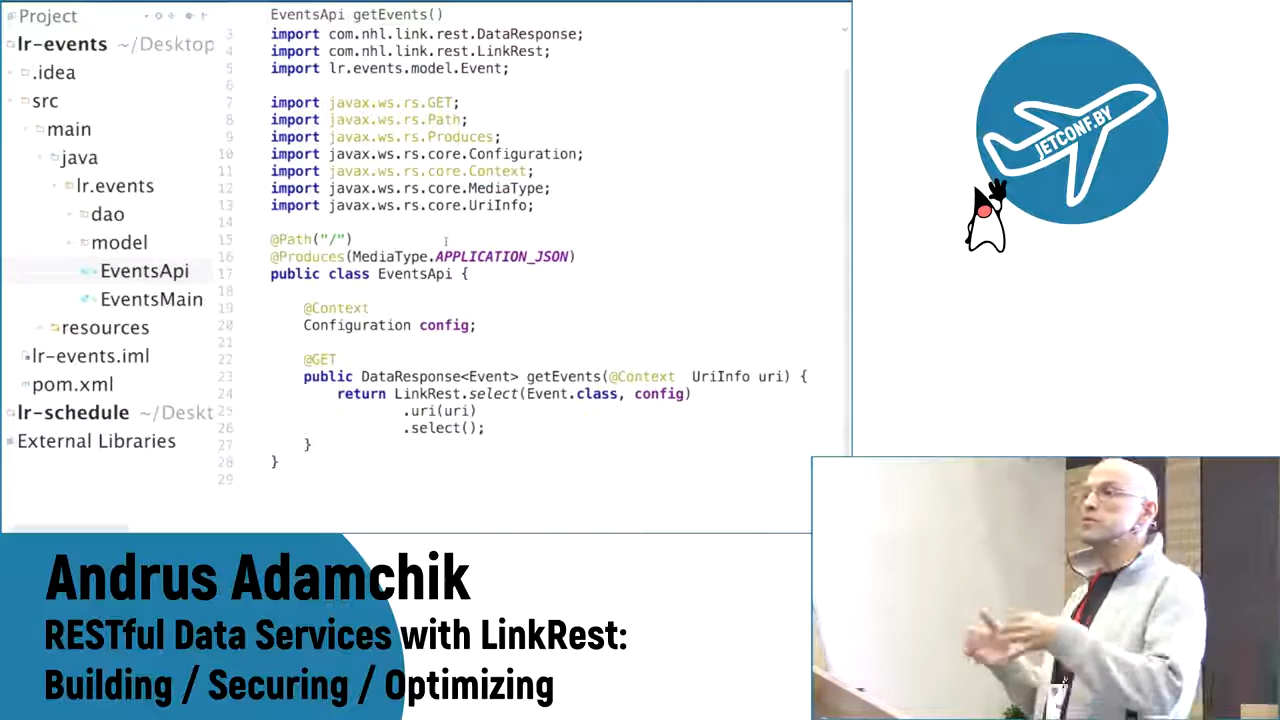 Project
lr-events ~/Desktop
.idea
src
main
java
lr.events
dao
model
EventsApi
EventsMain
resources
lr-events.iml
pom.xml
lr-schedule ~/Deskt
External Libraries
EventsApi getEvents()
3 import com.nhl.link.rest.DataResponse;
4 import com.nhl.link.rest.LinkRest;
5 import lr.events.model.Event;
6
7 import javax.ws.rs.GET;
8 import javax.ws.rs.Path;
9 import javax.ws.rs.Produces;
10 import javax.ws.rs.core.Configuration;
11 import javax.ws.rs.core.Context;
12 import javax.ws.rs.core.MediaType;
13 import javax.ws.rs.core.UriInfo;
14
15 @Path("/")
16 @Produces(MediaType.APPLICATION_JSON)
17 public class EventsApi {
18
19 @Context
20 Configuration config;
21
22 @GET
23 public DataResponse<Event> getEvents(@Context UriInfo uri) {
24 return LinkRest.select(Event.class, config)
25 .uri(uri)
26 .select();
27 }
28 }
29
JETCONF.BY
Andrus Adamchik
RESTful Data Services with LinkRest:
Building / Securing / Optimizing